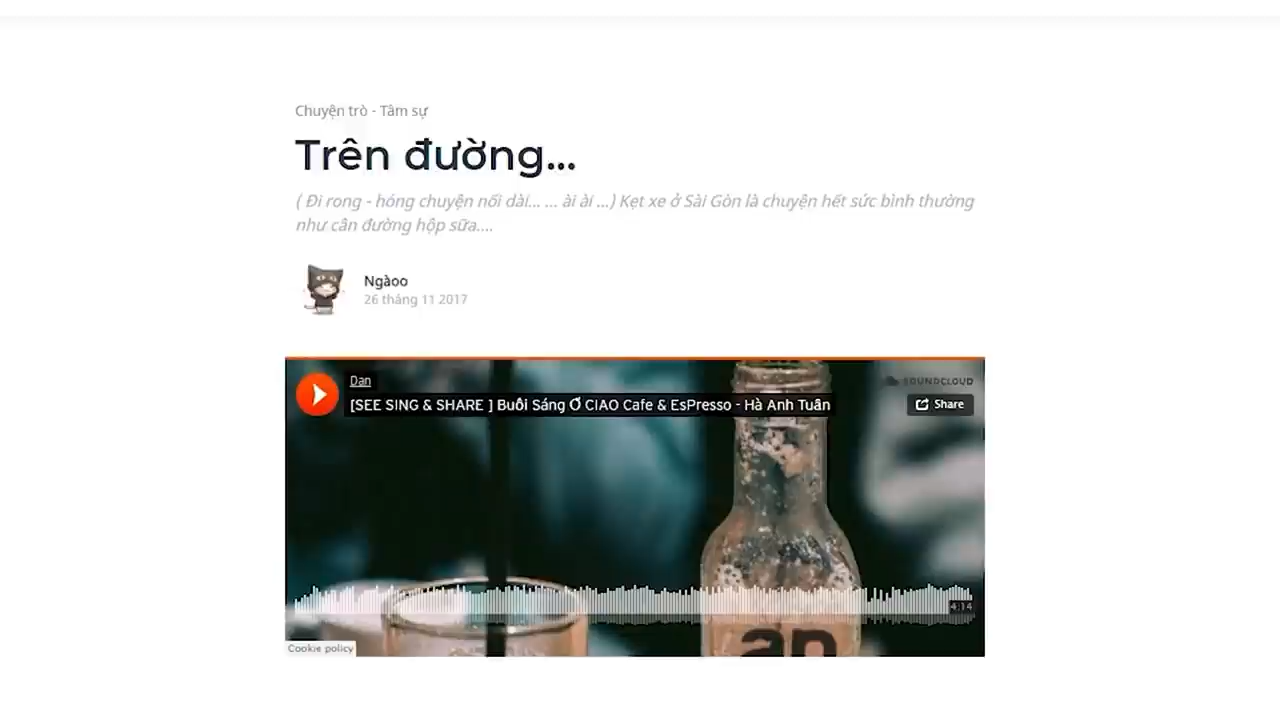 Chuyện trò - Tâm sự
Trên đường...
( Đi rong - hóng chuyện nối dài... ... ài ài ...) Kẹt xe ở Sài Gòn là chuyện hết sức bình thường
như cân đường hộp sữa....
Ngàoo
26 tháng 11 2017
Dan
SOUNDCLOUD
[SEE SING & SHARE ] Buổi Sáng Ở CIAO Cafe & EsPresso - Hà Anh Tuấn
Share
4:14
an
Cookie policy